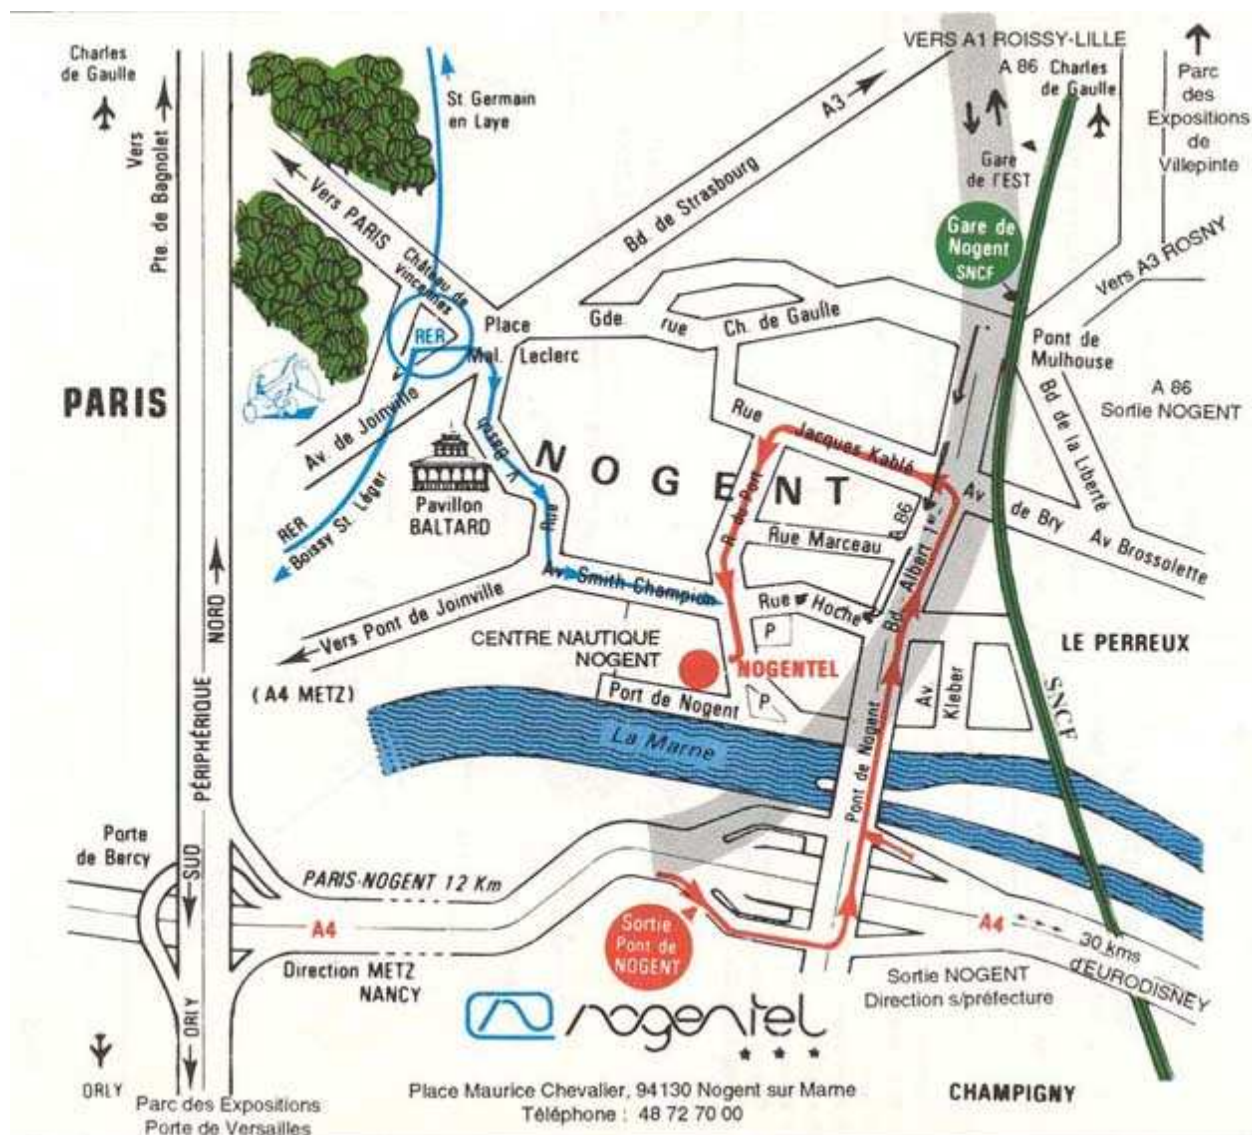 Charles
de Gaulle
Vers
Pte. de Bagnolet
St. Germain
en Laye
Vers PARIS
Château de
vincennes
A3
Bd. de Strasbourg
VERS A1 ROISSY-LILLE
A 86 Charles
de Gaulle
Parc
des
Expositions
de
Villepinte
Gare
de l'EST
Gare de
Nogent
SNCF
Vers A3 ROSNY
Place
Mal. Leclerc
RER
Gde. rue Ch. de Gaulle
Pont de
Mulhouse
A 86
Sortie NOGENT
Bd de la Liberté
PARIS
Av. de Joinville
Pavillon
BALTARD
RER
Boissy St. Léger
Rue
NOGENT
Rue Jacques Kablé
R. du Port
Rue Marceau
A 86
Bd. Albert 1er
Av de Bry
Av Brossolette
Av. Smith Champion
Rue Hoche
Vers Pont de Joinville
(A4 METZ)
CENTRE NAUTIQUE
NOGENT
P
NOGENTEL
Port de Nogent
P
Av. Kleber
LE PERREUX
SNCF
La Marne
Pont de Nogent
PÉRIPHÉRIQUE NORD
SUD
ORLY
Porte
de Bercy
PARIS-NOGENT 12 Km
A4
Direction METZ
NANCY
Sortie
Pont de
NOGENT
A4
30 kms
d'EURODISNEY
Sortie NOGENT
Direction s/préfecture
nogentel
ORLY
Parc des Expositions
Porte de Versailles
Place Maurice Chevalier, 94130 Nogent sur Marne
Téléphone : 48 72 70 00
CHAMPIGNY